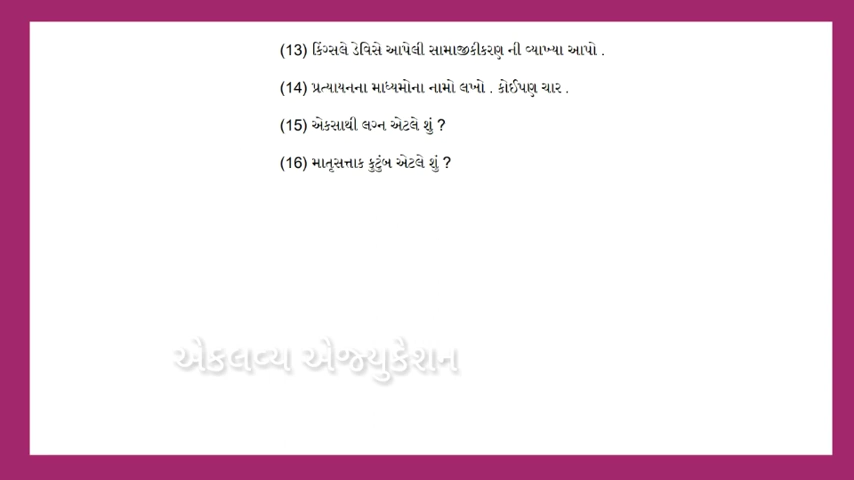 (13) કિંગ્સલે ડેવિસે આપેલી સામાજીકીકરણ ની વ્યાખ્યા આપો .
(14) પ્રત્યાયનના માધ્યમોના નામો લખો . કોઈપણ ચાર .
(15) એકસાથી લગ્ન એટલે શું ?
(16) માતૃસત્તાક કુટુંબ એટલે શું ?
એકલવ્ય એજ્યુકેશન